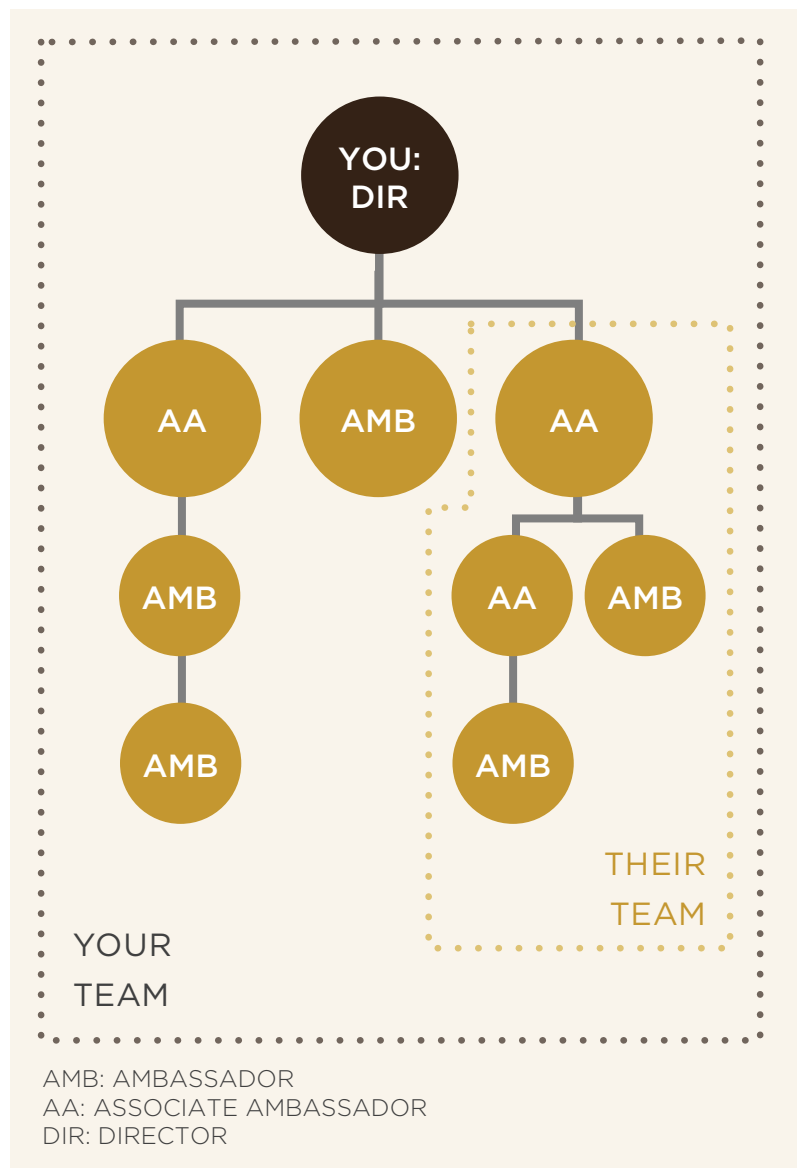 YOU:
DIR
AA
AMB
AA
AMB
AA
AMB
AMB
AMB
THEIR
TEAM
YOUR
TEAM
AMB: AMBASSADOR
AA: ASSOCIATE AMBASSADOR
DIR: DIRECTOR